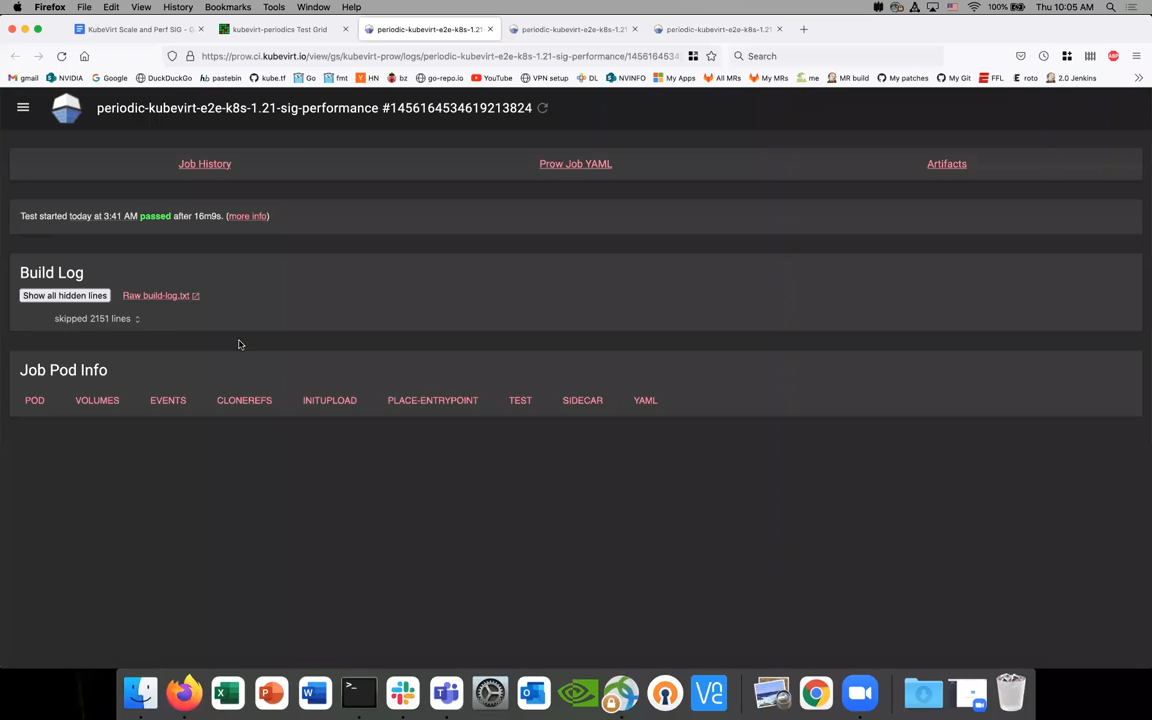 Firefox File Edit View History Bookmarks Tools Window Help 100% Thu 10:05 AM
KubeVirt Scale and Perf SIG - G
kubevirt-periodics Test Grid
periodic-kubevirt-e2e-k8s-1.21
periodic-kubevirt-e2e-k8s-1.21-
periodic-kubevirt-e2e-k8s-1.21-
https://prow.ci.kubevirt.io/view/gs/kubevirt-prow/logs/periodic-kubevirt-e2e-k8s-1.21-sig-performance/14561645346 Search
gmail NVIDIA Google DuckDuckGo pastebin HN kube.tf Go fmt bz go-repo.io YouTube VPN setup DL NVINFO My Apps All MRs My MRs me MR build My patches My Git FFL roto 2.0 Jenkins
periodic-kubevirt-e2e-k8s-1.21-sig-performance #1456164534619213824
Job History Prow Job YAML Artifacts
Test started today at 3:41 AM passed after 16m9s. (more info)
Build Log
Show all hidden lines Raw build-log.txt
skipped 2151 lines
Job Pod Info
POD VOLUMES EVENTS CLONEREFS INITUPLOAD PLACE-ENTRYPOINT TEST SIDECAR YAML